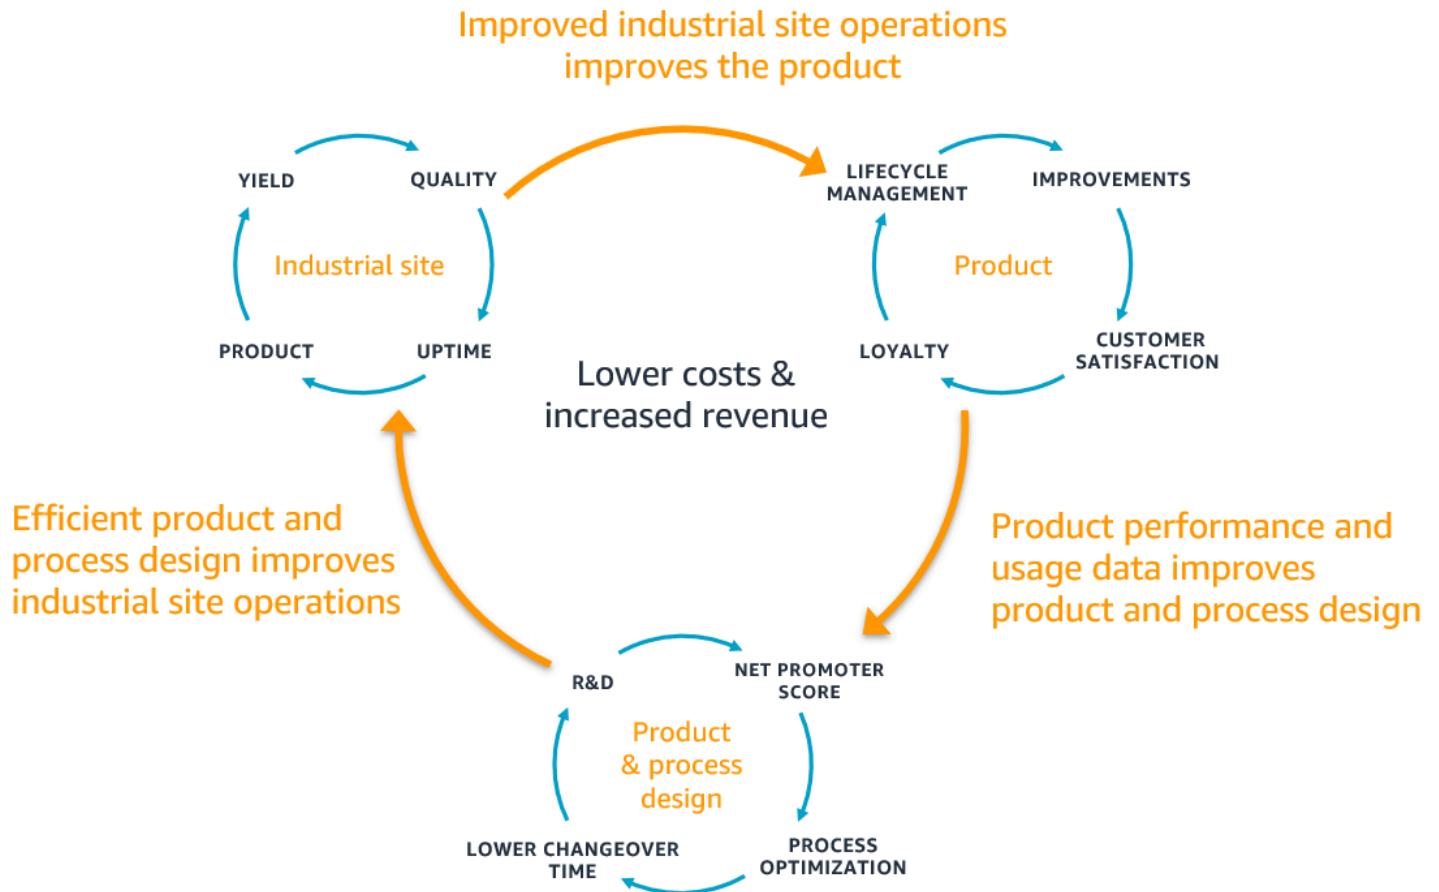 Improved industrial site operations
improves the product
YIELD
QUALITY
Industrial site
PRODUCT
UPTIME
LIFECYCLE
MANAGEMENT
IMPROVEMENTS
Product
LOYALTY
CUSTOMER
SATISFACTION
Lower costs &
increased revenue
Efficient product and
process design improves
industrial site operations
Product performance and
usage data improves
product and process design
R&D
NET PROMOTER
SCORE
Product
& process
design
LOWER CHANGEOVER
TIME
PROCESS
OPTIMIZATION